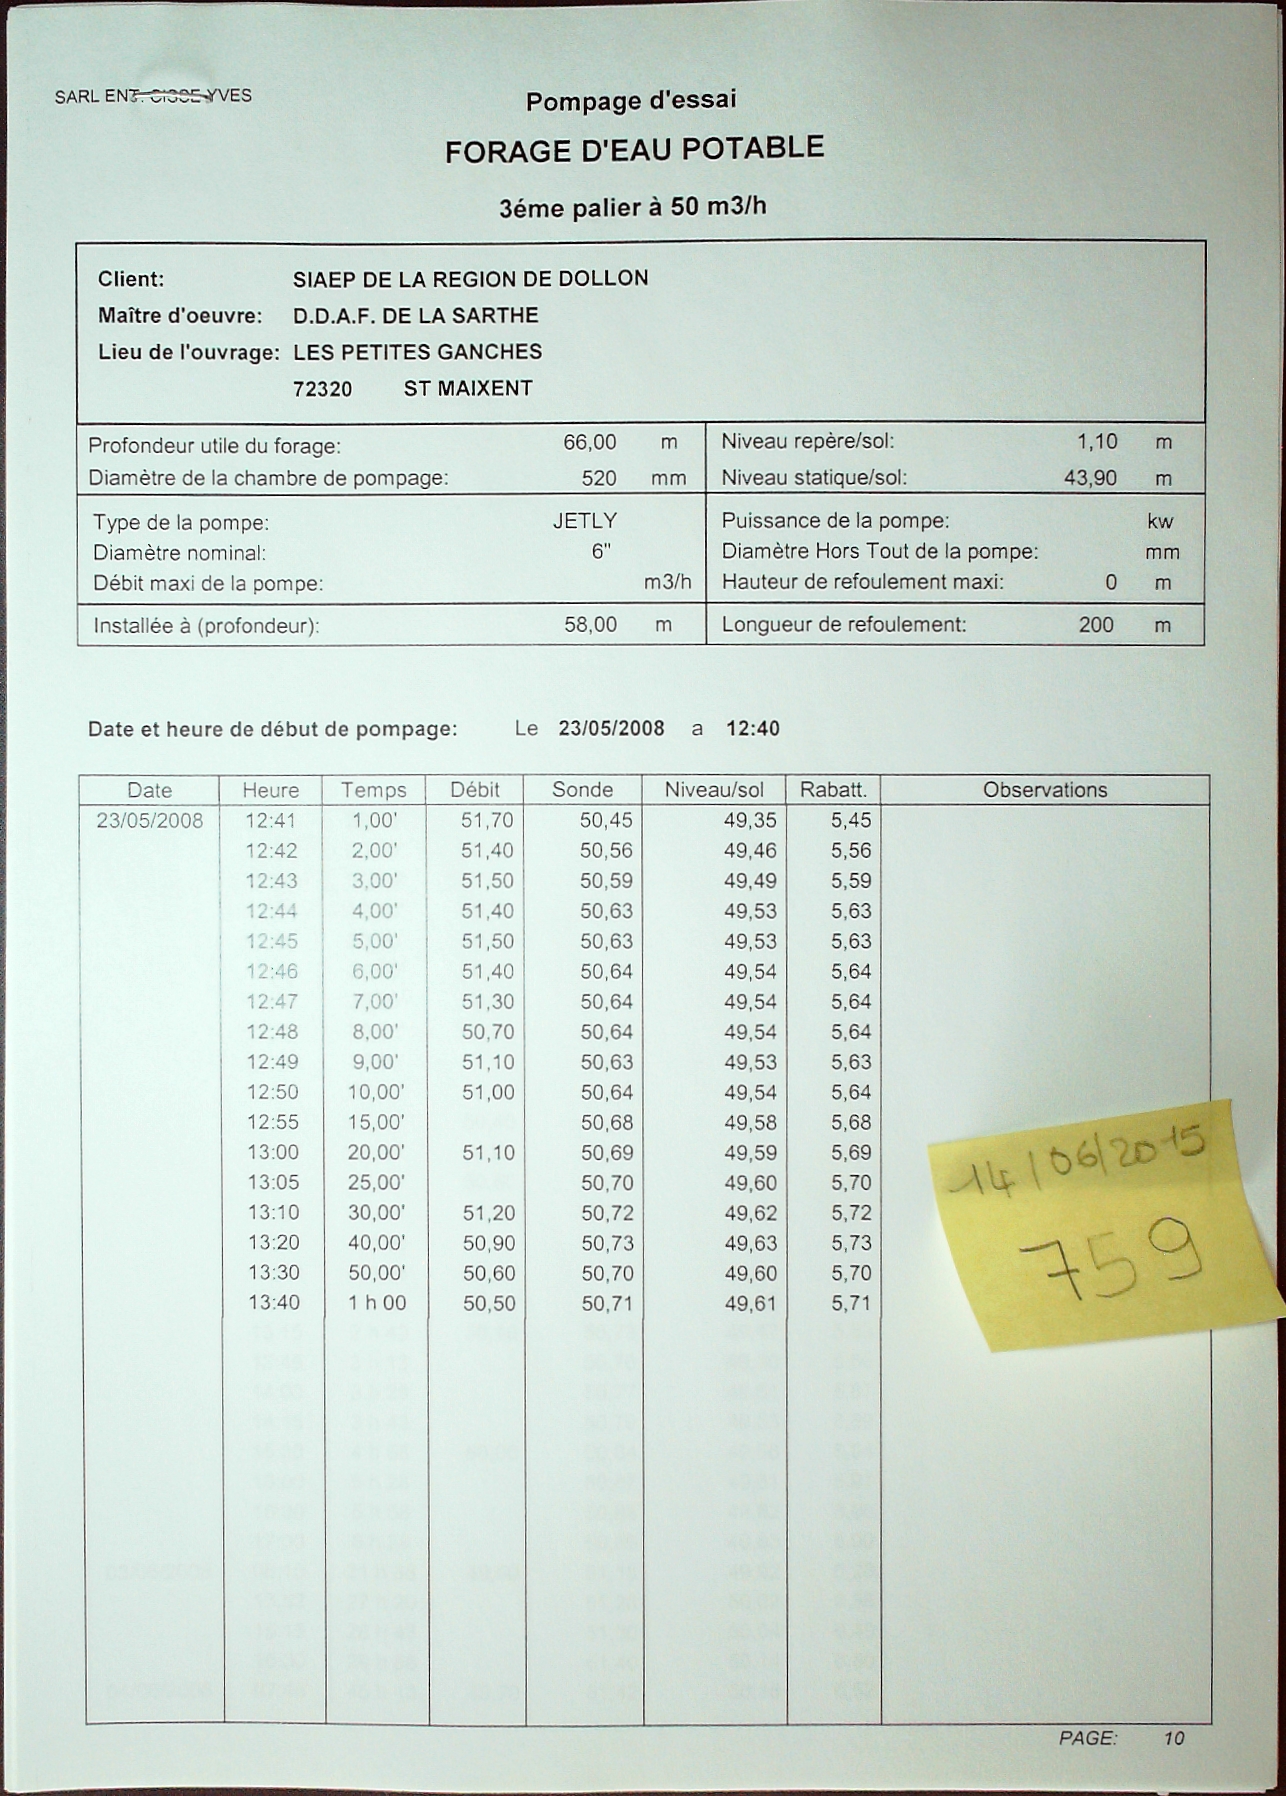 SARL ENT. CISSE YVES
Pompage d'essai
FORAGE D'EAU POTABLE
3éme palier à 50 m3/h
Client: SIAEP DE LA REGION DE DOLLON
Maître d'oeuvre: D.D.A.F. DE LA SARTHE
Lieu de l'ouvrage: LES PETITES GANCHES
72320 ST MAIXENT
Profondeur utile du forage: 66,00 m Niveau repère/sol: 1,10 m
Diamètre de la chambre de pompage: 520 mm Niveau statique/sol: 43,90 m
Type de la pompe: JETLY Puissance de la pompe: kw
Diamètre nominal: 6" Diamètre Hors Tout de la pompe: mm
Débit maxi de la pompe: m3/h Hauteur de refoulement maxi: 0 m
Installée à (profondeur): 58,00 m Longueur de refoulement: 200 m
Date et heure de début de pompage: Le 23/05/2008 a 12:40
Date Heure Temps Débit Sonde Niveau/sol Rabatt. Observations
23/05/2008 12:41 1,00' 51,70 50,45 49,35 5,45
12:42 2,00' 51,40 50,56 49,46 5,56
12:43 3,00' 51,50 50,59 49,49 5,59
12:44 4,00' 51,40 50,63 49,53 5,63
12:45 5,00' 51,50 50,63 49,53 5,63
12:46 6,00' 51,40 50,64 49,54 5,64
12:47 7,00' 51,30 50,64 49,54 5,64
12:48 8,00' 50,70 50,64 49,54 5,64
12:49 9,00' 51,10 50,63 49,53 5,63
12:50 10,00' 51,00 50,64 49,54 5,64
12:55 15,00' 50,68 49,58 5,68
13:00 20,00' 51,10 50,69 49,59 5,69
13:05 25,00' 50,70 49,60 5,70
13:10 30,00' 51,20 50,72 49,62 5,72
13:20 40,00' 50,90 50,73 49,63 5,73
13:30 50,00' 50,60 50,70 49,60 5,70
13:40 1 h 00 50,50 50,71 49,61 5,71
14/06/2015
759
PAGE: 10